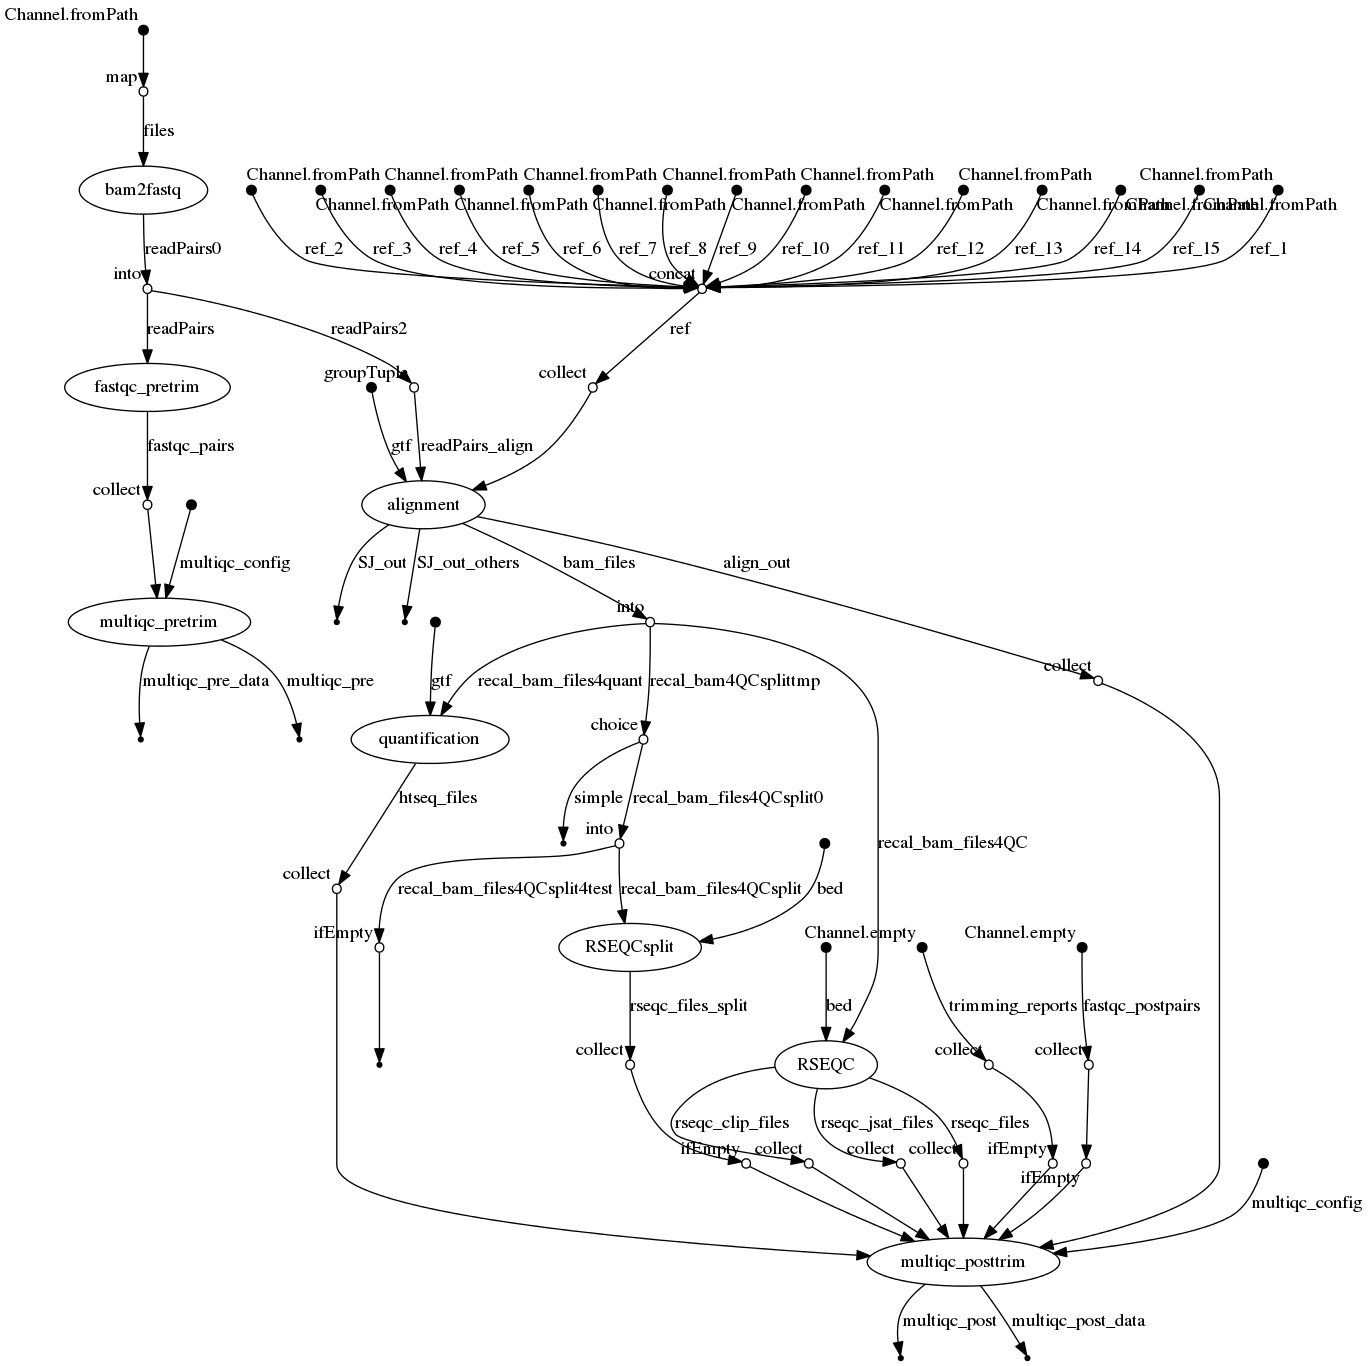 Channel.fromPath
map
files
bam2fastq
readPairs0
into
Channel.fromPath Channel.fromPath Channel.fromPath Channel.fromPath Channel.fromPath Channel.fromPath Channel.fromPath
Channel.fromPath Channel.fromPath Channel.fromPath Channel.fromPath Channel.fromPath Channel.fromPath Channel.fromPath
ref_2 ref_3 ref_4 ref_5 ref_6 ref_7 ref_8 ref_9 ref_10 ref_11 ref_12 ref_13 ref_14 ref_15 ref_1
concat
readPairs
readPairs2
ref
fastqc_pretrim
groupTuple
collect
fastqc_pairs
gtf
readPairs_align
collect
alignment
multiqc_config
SJ_out
SJ_out_others
bam_files
align_out
multiqc_pretrim
into
collect
multiqc_pre_data
multiqc_pre
gtf
recal_bam_files4quant
recal_bam4QCsplittmp
quantification
choice
htseq_files
simple
recal_bam_files4QCsplit0
into
recal_bam_files4QC
collect
recal_bam_files4QCsplit4test
recal_bam_files4QCsplit
bed
ifEmpty
RSEQCsplit
Channel.empty
Channel.empty
rseqc_files_split
bed
trimming_reports
fastqc_postpairs
collect
RSEQC
collect
collect
rseqc_clip_files
rseqc_jsat_files
rseqc_files
ifEmpty
collect
collect
collect
ifEmpty
ifEmpty
multiqc_config
multiqc_posttrim
multiqc_post
multiqc_post_data